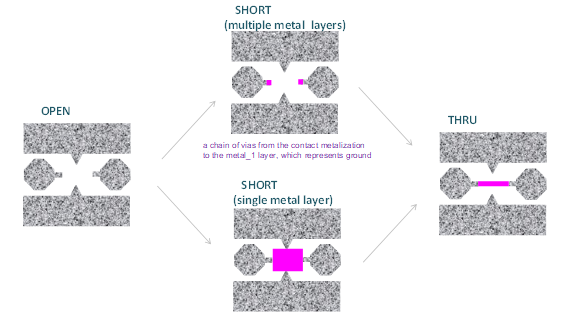 SHORT
(multiple metal layers)
OPEN
THRU
a chain of vias from the contact metalization
to the metal_1 layer, which represents ground
SHORT
(single metal layer)